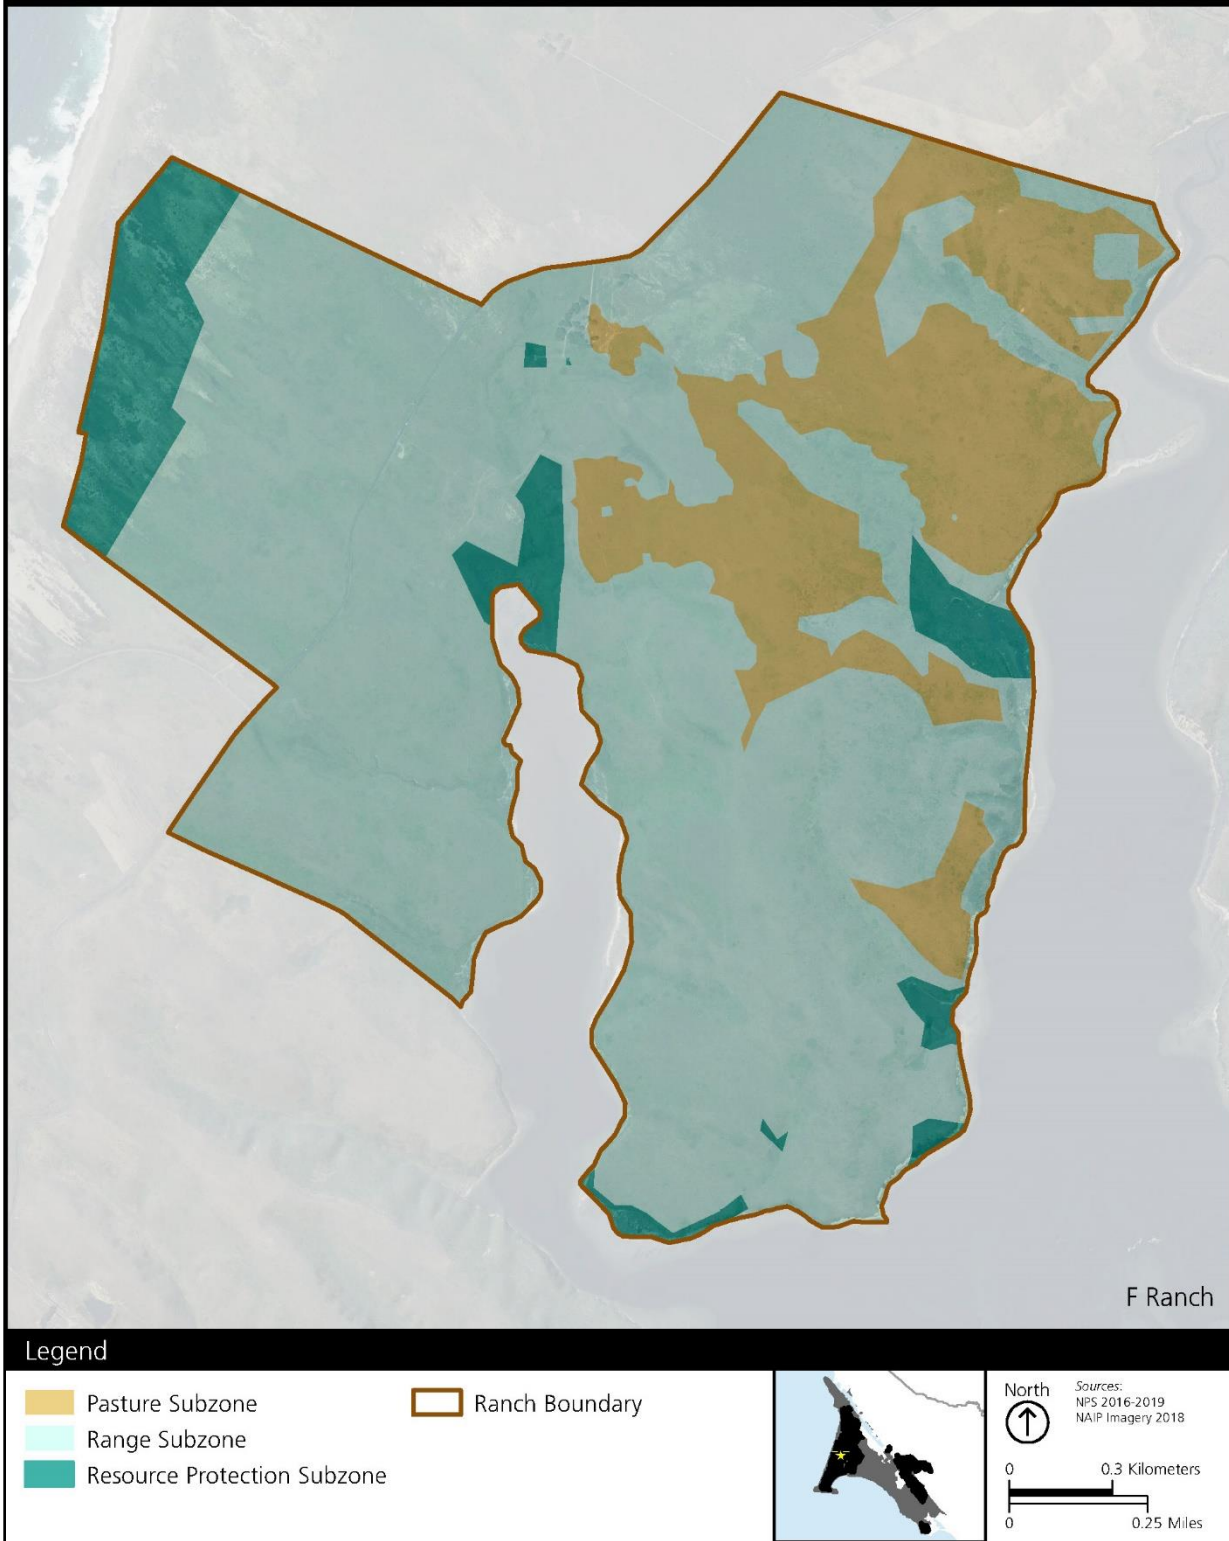 F Ranch
Legend
Pasture Subzone
Range Subzone
Resource Protection Subzone
Ranch Boundary
North
Sources:
NPS 2016-2019
NAIP Imagery 2018
0 0.3 Kilometers
0 0.25 Miles